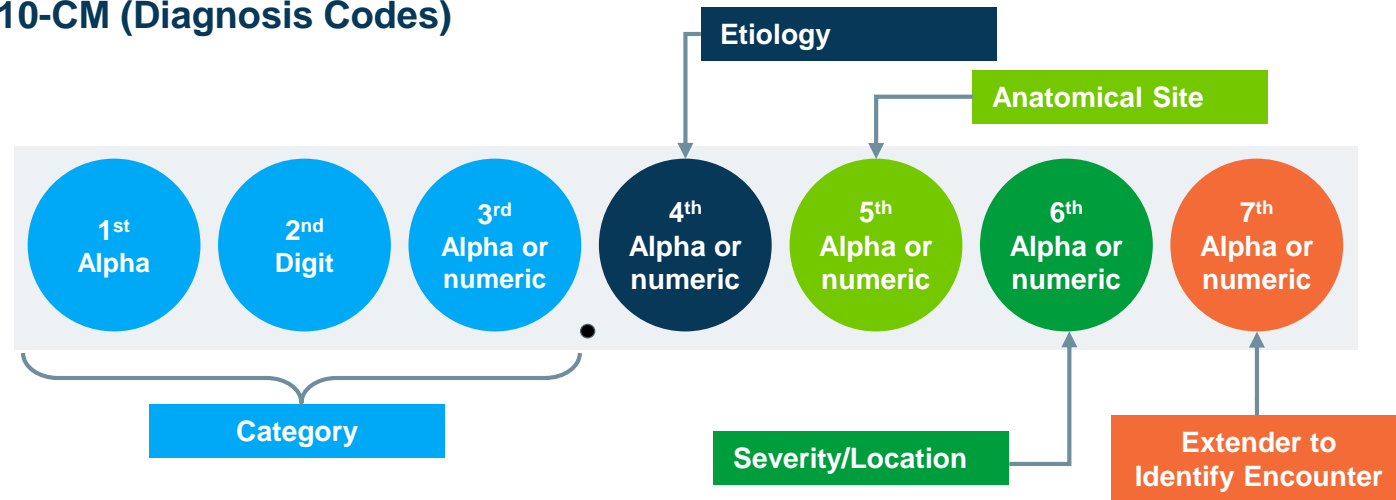 10-CM (Diagnosis Codes)
Etiology
Anatomical Site
1st
Alpha
2nd
Digit
3rd
Alpha or
numeric
.
4th
Alpha or
numeric
5th
Alpha or
numeric
6th
Alpha or
numeric
7th
Alpha or
numeric
Category
Severity/Location
Extender to
Identify Encounter